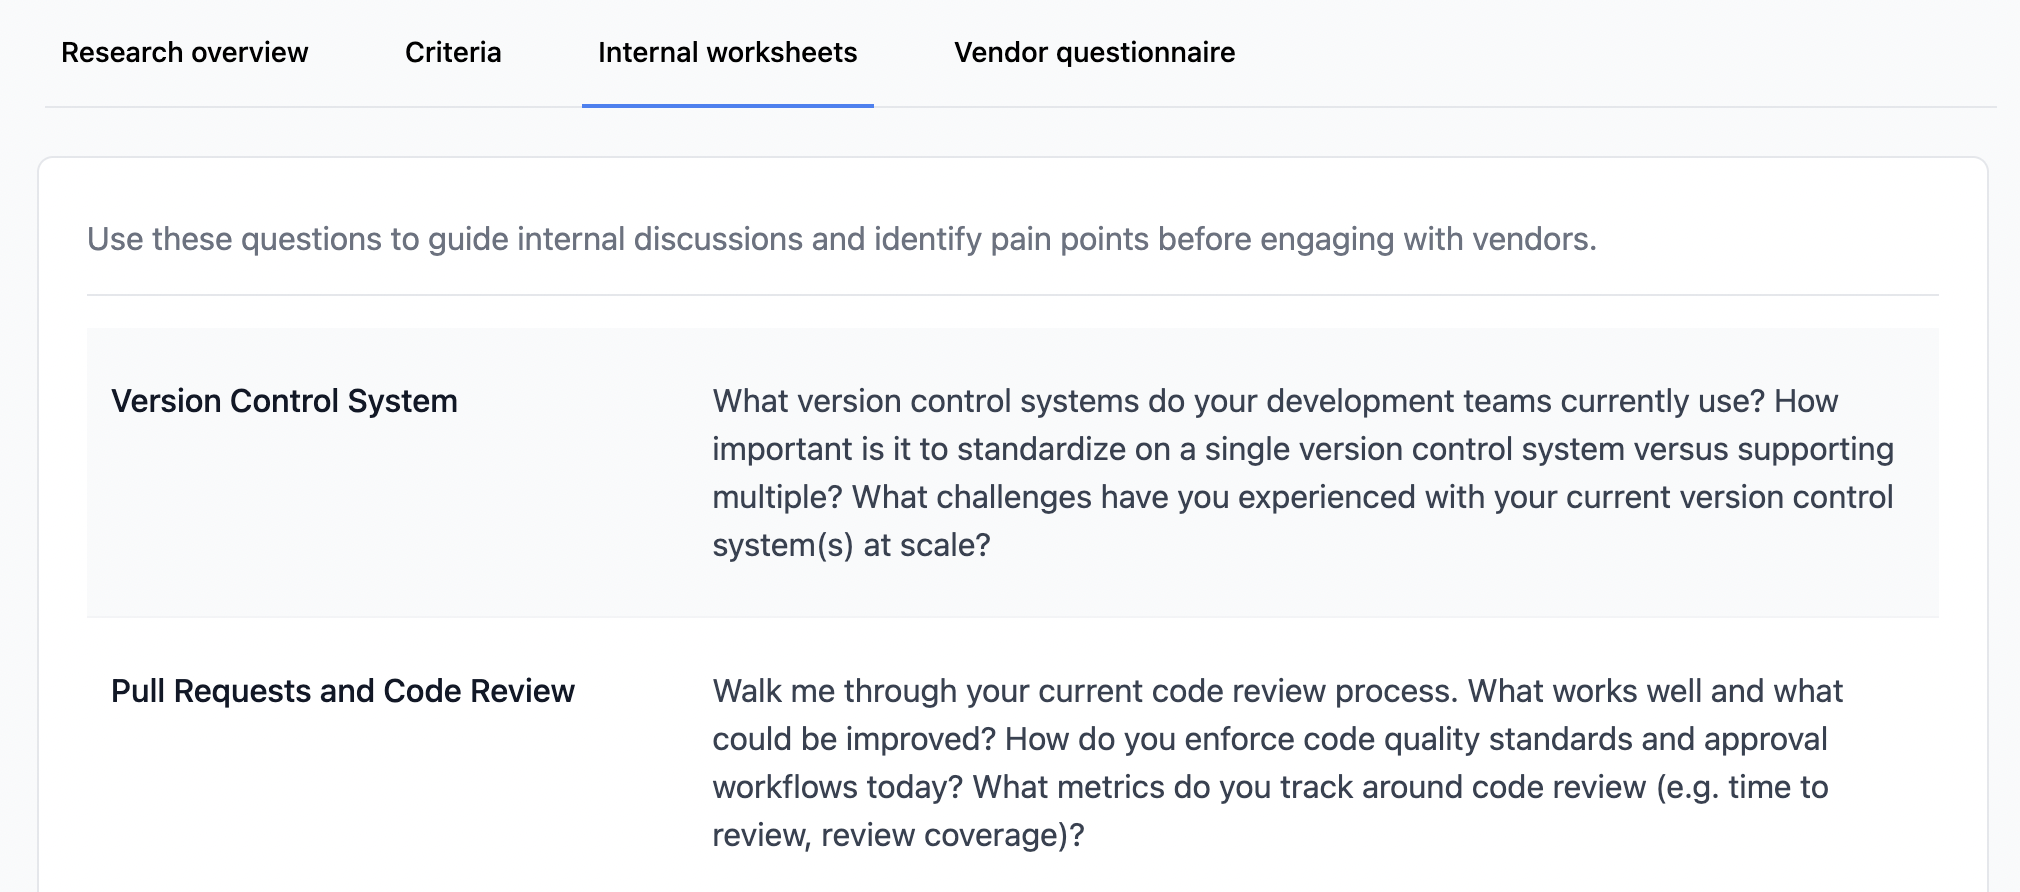 Research overview Criteria Internal worksheets Vendor questionnaire
Use these questions to guide internal discussions and identify pain points before engaging with vendors.
Version Control System
What version control systems do your development teams currently use? How
important is it to standardize on a single version control system versus supporting
multiple? What challenges have you experienced with your current version control
system(s) at scale?
Pull Requests and Code Review
Walk me through your current code review process. What works well and what
could be improved? How do you enforce code quality standards and approval
workflows today? What metrics do you track around code review (e.g. time to
review, review coverage)?